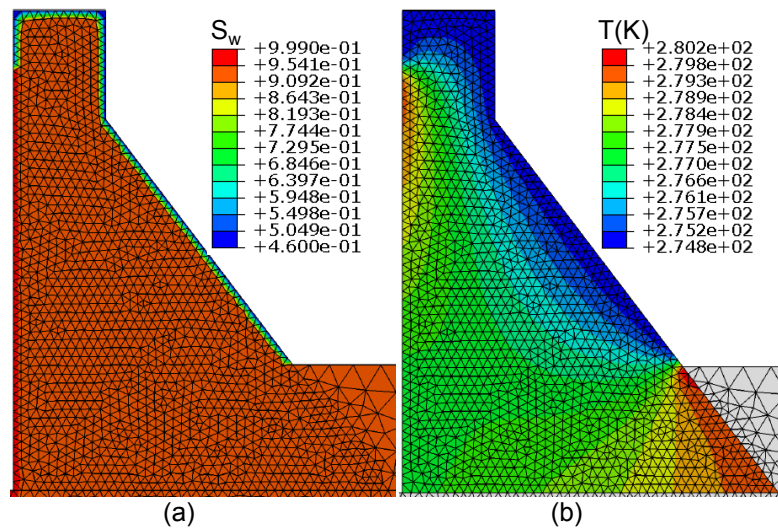 S_w
+9.990e-01
+9.541e-01
+9.092e-01
+8.643e-01
+8.193e-01
+7.744e-01
+7.295e-01
+6.846e-01
+6.397e-01
+5.948e-01
+5.498e-01
+5.049e-01
+4.600e-01
T(K)
+2.802e+02
+2.798e+02
+2.793e+02
+2.789e+02
+2.784e+02
+2.779e+02
+2.775e+02
+2.770e+02
+2.766e+02
+2.761e+02
+2.757e+02
+2.752e+02
+2.748e+02
(a)
(b)